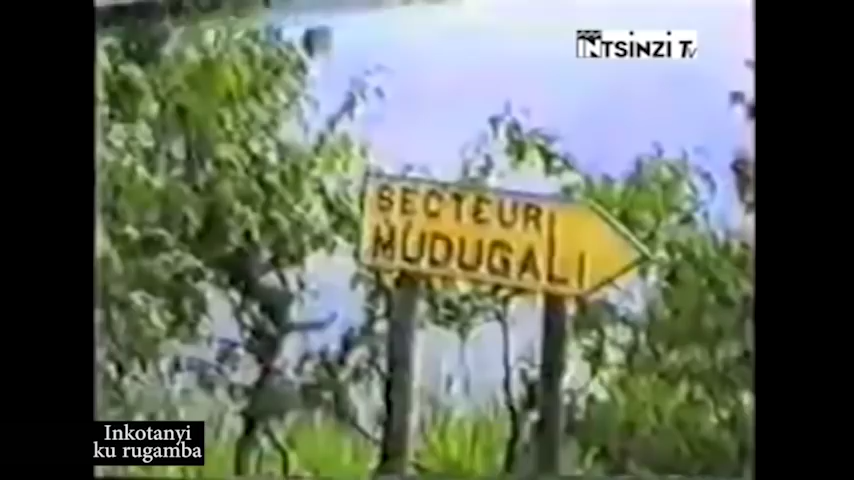 INTSINZI TV
SECTEUR
MUDUGALI
Inkotanyi
ku rugamba